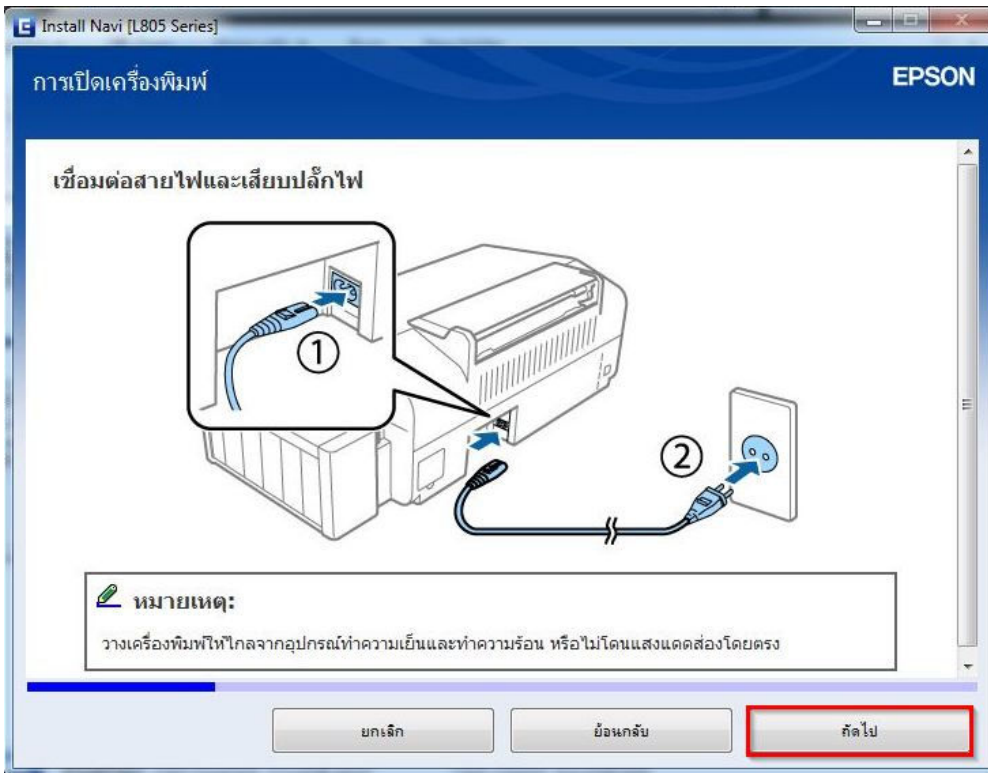 Install Navi [L805 Series]
การเปิดเครื่องพิมพ์
EPSON
เชื่อมต่อสายไฟและเสียบปลั๊กไฟ
1
2
หมายเหตุ:
วางเครื่องพิมพ์ให้ไกลจากอุปกรณ์ทำความเย็นและทำความร้อน หรือไม่โดนแสงแดดส่องโดยตรง
ยกเลิก
ย้อนกลับ
ถัดไป